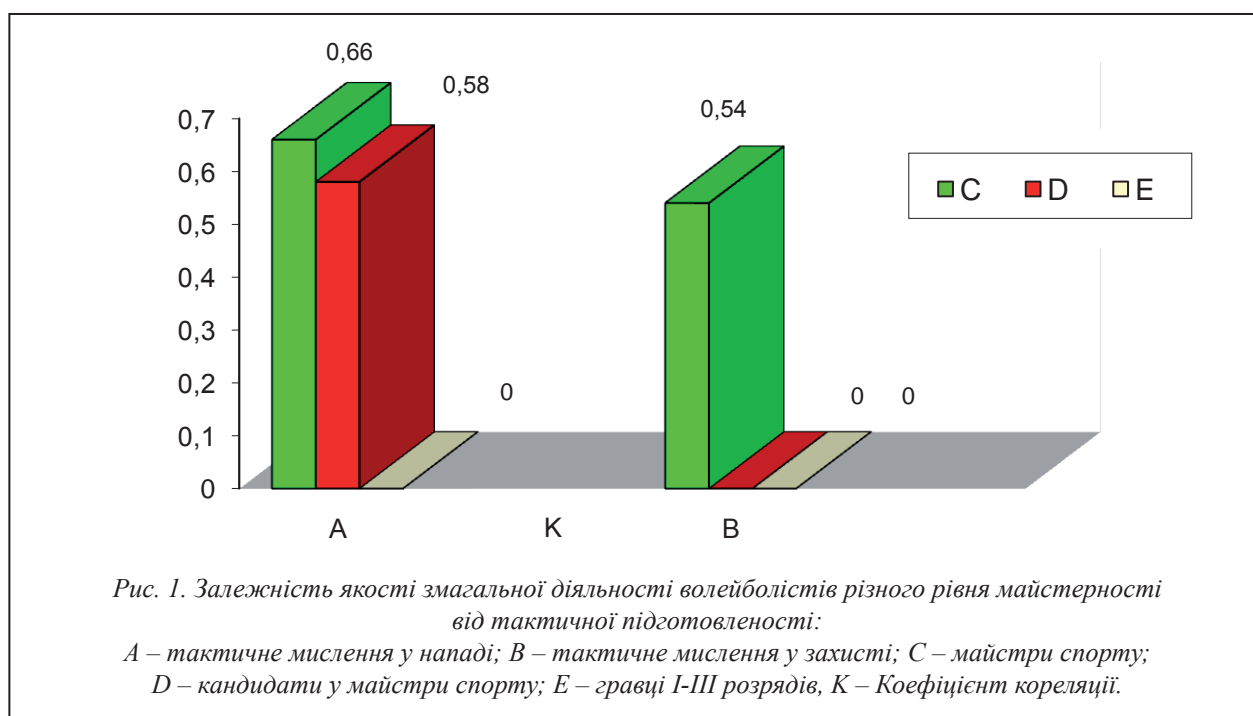 0,66
0,58
0,54
0,7
0,6
0,5
0,4
0,3
0,2
0,1
0
0
0 0
C D E
A K B
Рис. 1. Залежність якості змагальної діяльності волейболістів різного рівня майстерності
від тактичної підготовленості:
А – тактичне мислення у нападі; В – тактичне мислення у захисті; С – майстри спорту;
D – кандидати у майстри спорту; Е – гравці І-ІІІ розрядів, К – Коефіцієнт кореляції.